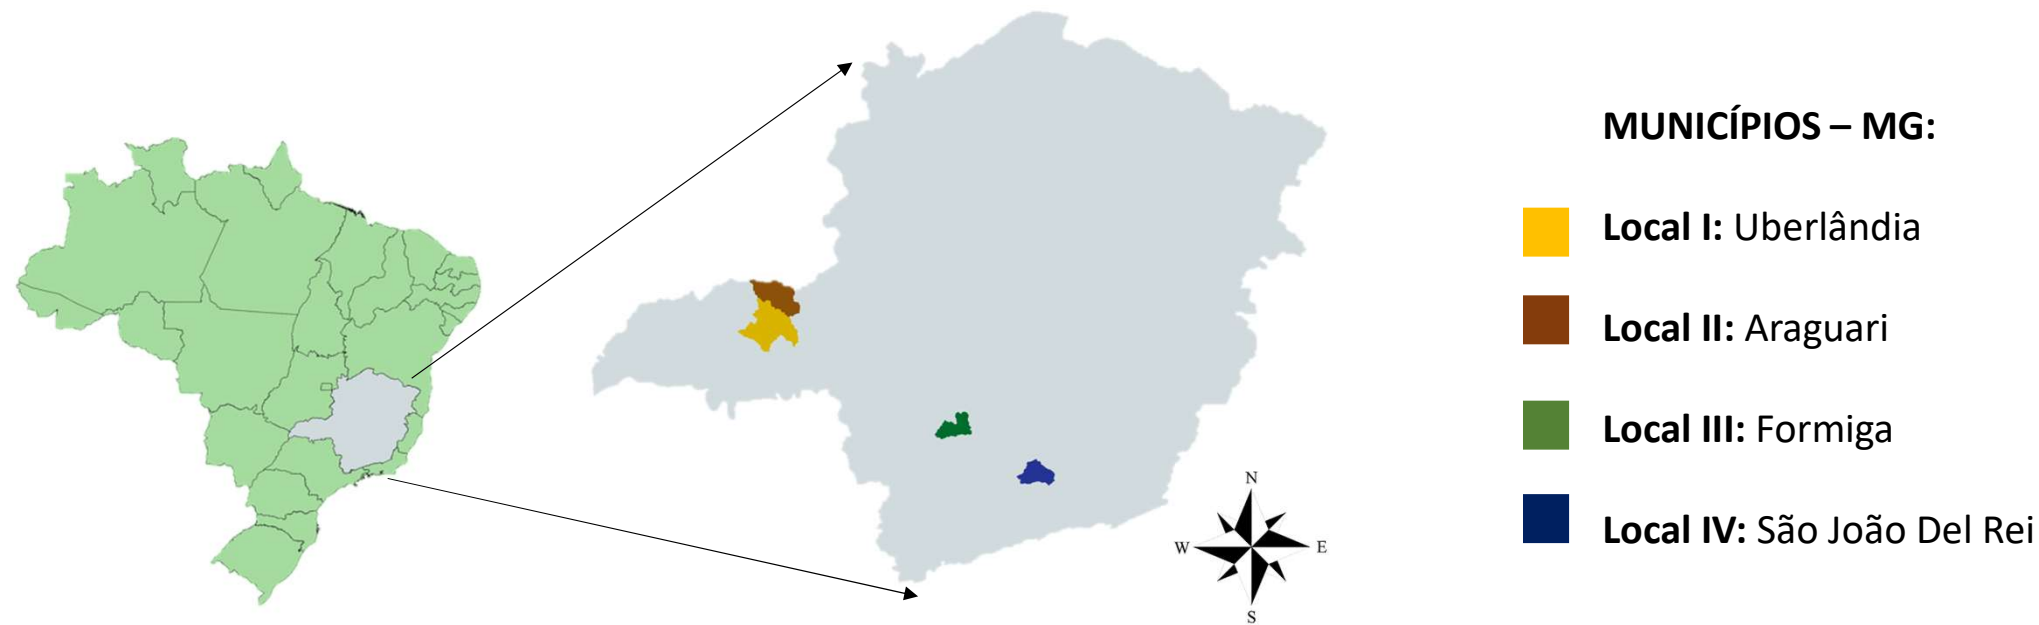 MUNICÍPIOS – MG:
Local I: Uberlândia
Local II: Araguari
Local III: Formiga
Local IV: São João Del Rei
N
W
E
S